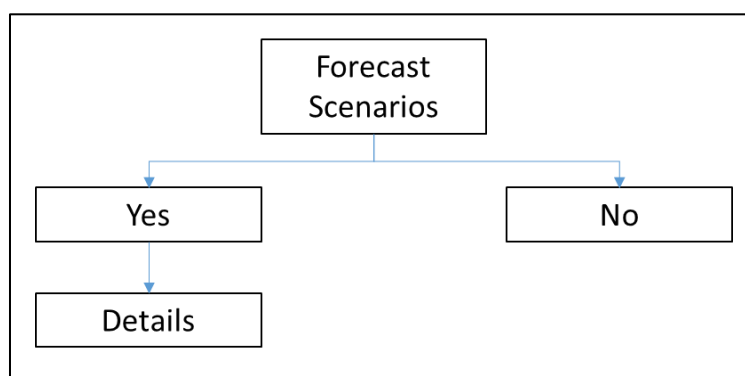 Forecast
Scenarios
Yes
No
Details